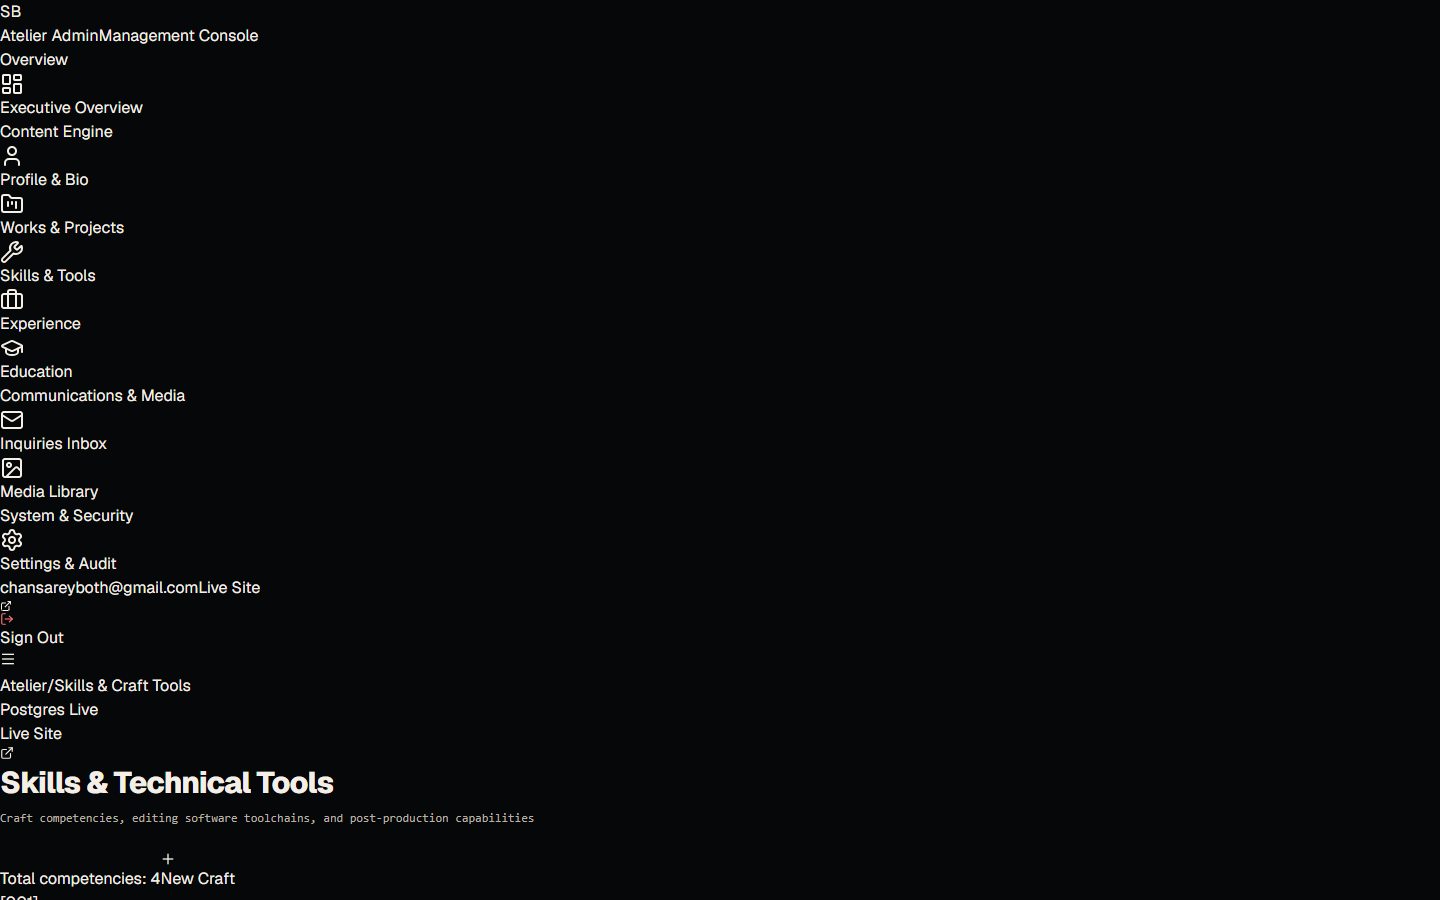 SB
Atelier AdminManagement Console
Overview
Executive Overview
Content Engine
Profile & Bio
Works & Projects
Skills & Tools
Experience
Education
Communications & Media
Inquiries Inbox
Media Library
System & Security
Settings & Audit
chansareyboth@gmail.comLive Site
Sign Out
Atelier/Skills & Craft Tools
Postgres Live
Live Site
Skills & Technical Tools
Craft competencies, editing software toolchains, and post-production capabilities
Total competencies: 4New Craft